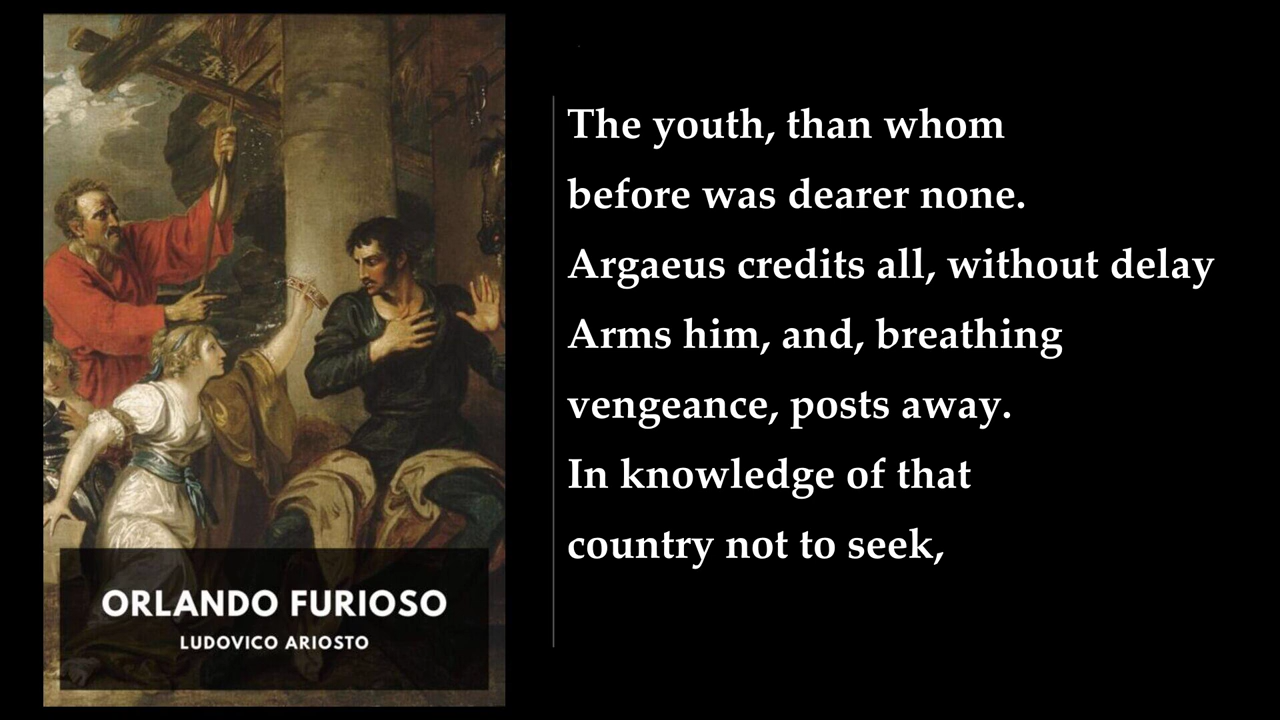 ORLANDO FURIOSO
LUDOVICO ARIOSTO
The youth, than whom
before was dearer none.
Argaeus credits all, without delay
Arms him, and, breathing
vengeance, posts away.
In knowledge of that
country not to seek,